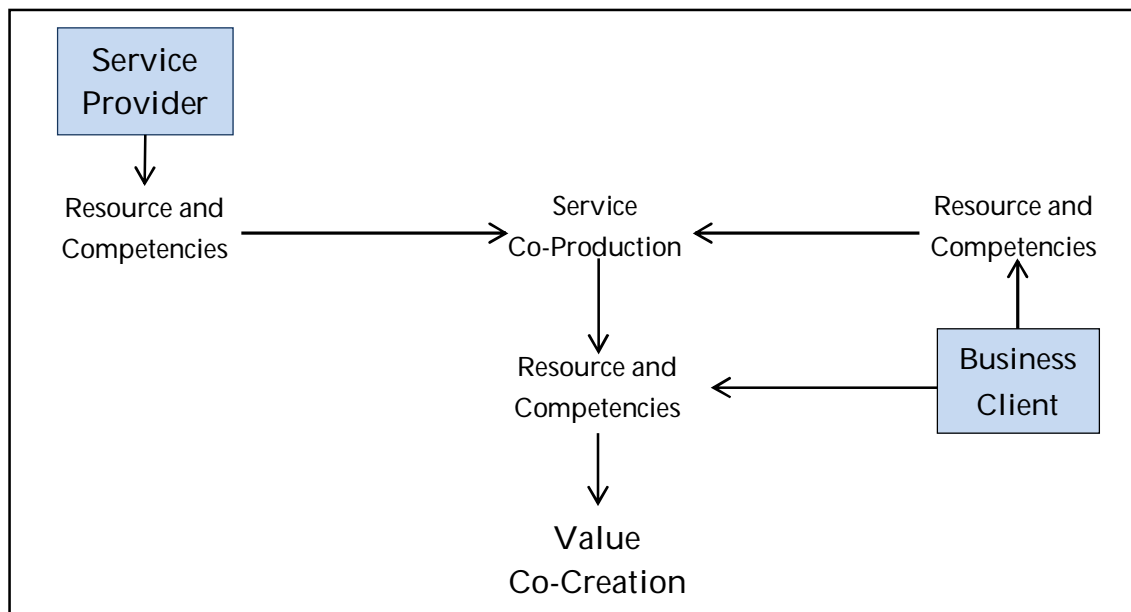 Service
Provider
Resource and
Competencies
Service
Co-Production
Resource and
Competencies
Resource and
Competencies
Business
Client
Value
Co-Creation